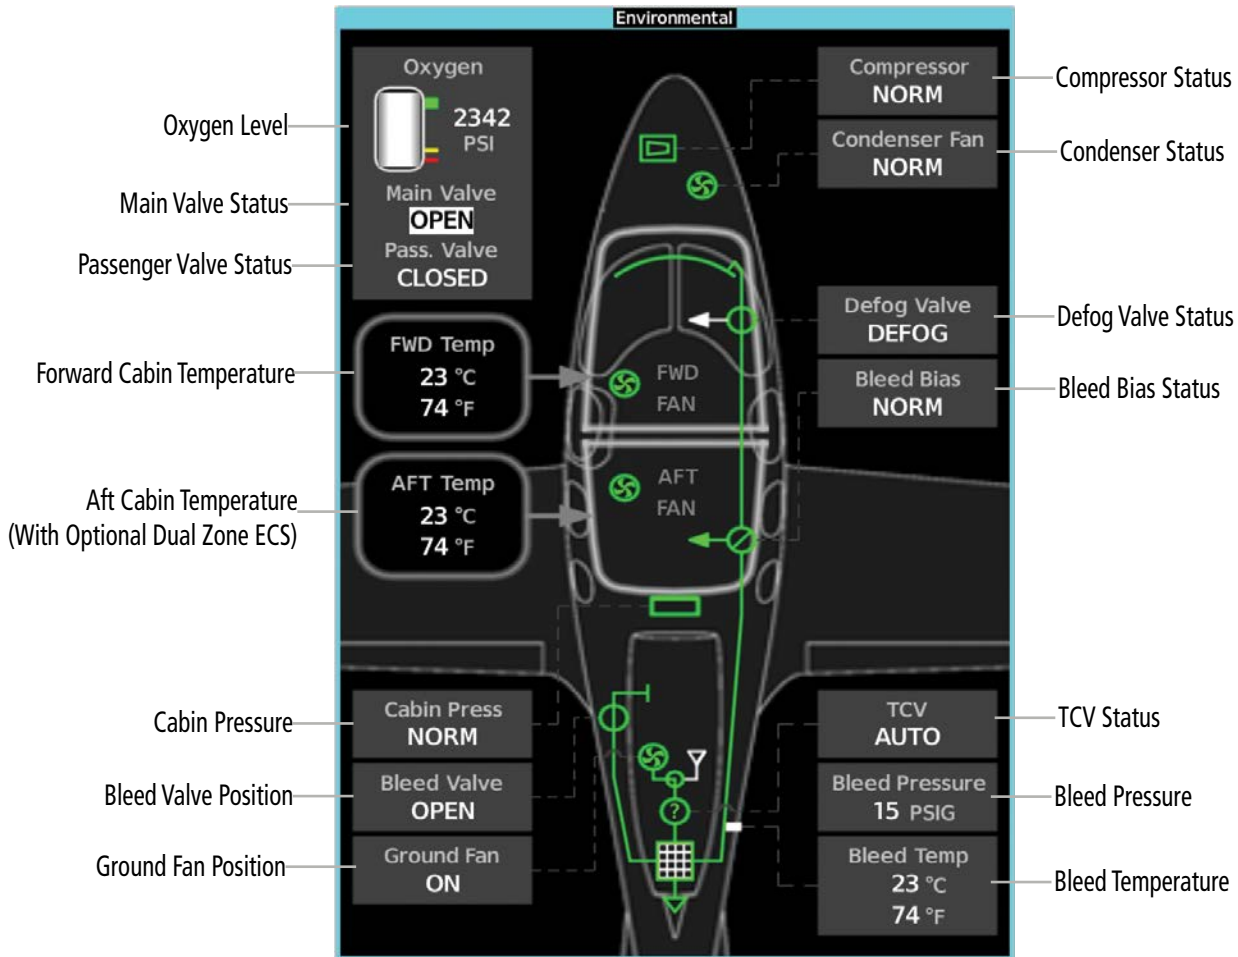 Environmental
Oxygen
2342
PSI
Main Valve
OPEN
Pass. Valve
CLOSED
FWD Temp
23 °C
74 °F
AFT Temp
23 °C
74 °F
Cabin Press
NORM
Bleed Valve
OPEN
Ground Fan
ON
Compressor
NORM
Condenser Fan
NORM
Defog Valve
DEFOG
Bleed Bias
NORM
FWD
FAN
AFT
FAN
?
TCV
AUTO
Bleed Pressure
15 PSIG
Bleed Temp
23 °C
74 °F
Oxygen Level
Main Valve Status
Passenger Valve Status
Forward Cabin Temperature
Aft Cabin Temperature
(With Optional Dual Zone ECS)
Cabin Pressure
Bleed Valve Position
Ground Fan Position
Compressor Status
Condenser Status
Defog Valve Status
Bleed Bias Status
TCV Status
Bleed Pressure
Bleed Temperature